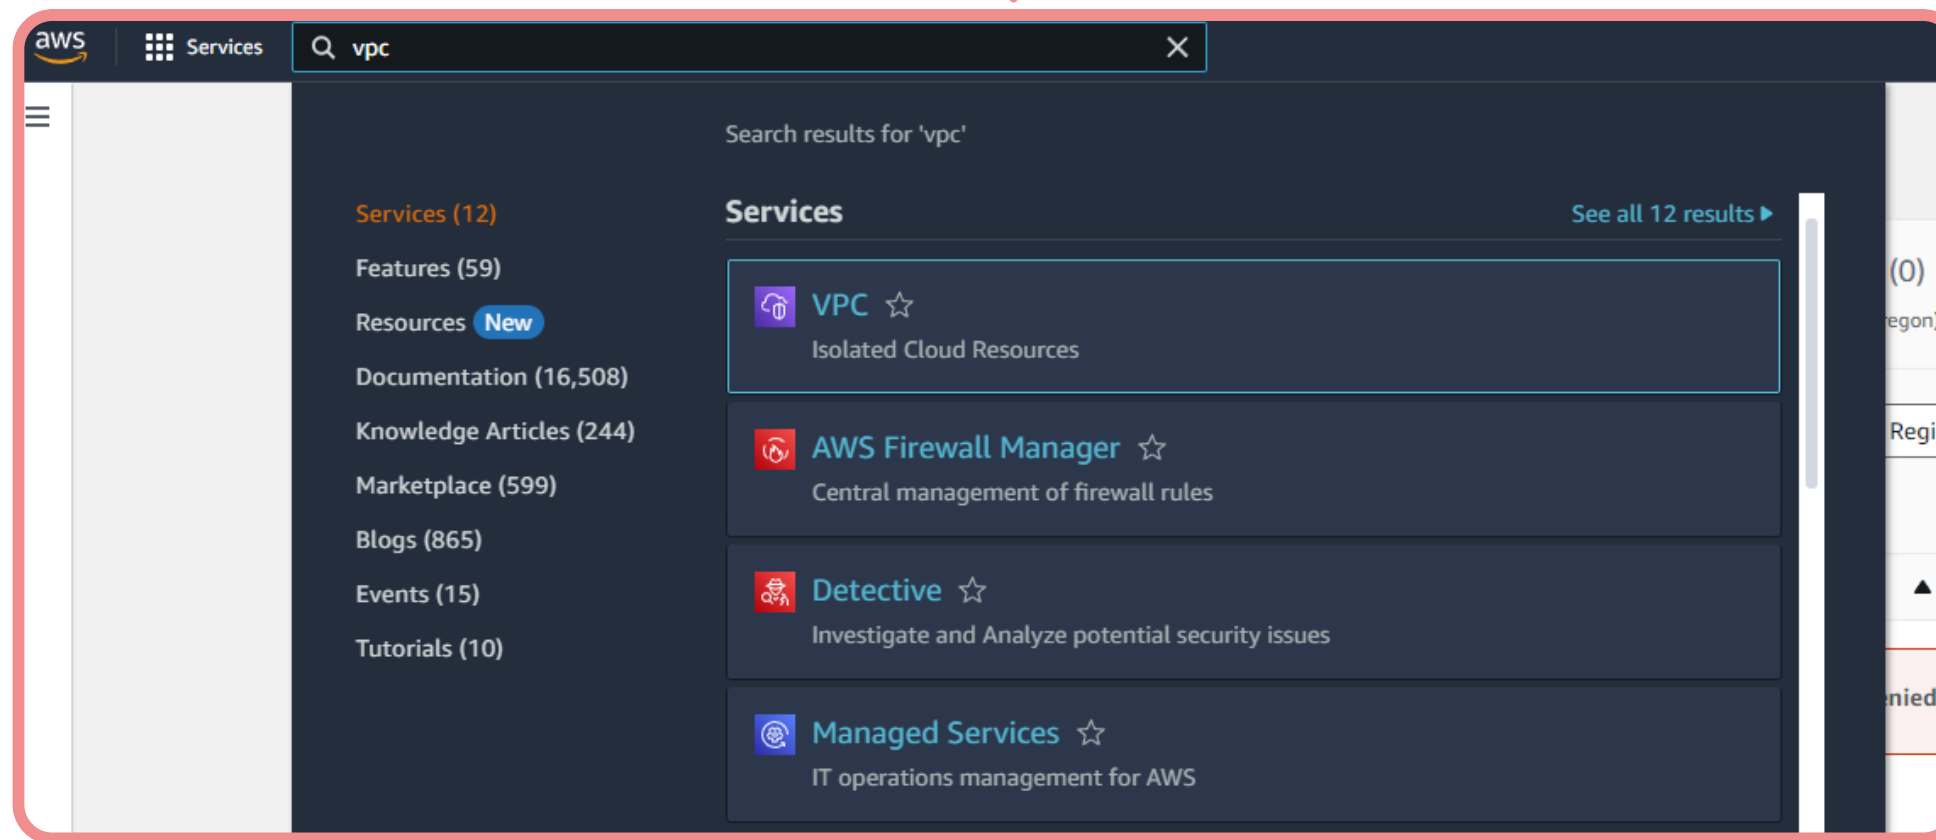 aws
Services
vpc
Search results for 'vpc'
Services (12)
Features (59)
Resources New
Documentation (16,508)
Knowledge Articles (244)
Marketplace (599)
Blogs (865)
Events (15)
Tutorials (10)
Services
See all 12 results
VPC
Isolated Cloud Resources
AWS Firewall Manager
Central management of firewall rules
Detective
Investigate and Analyze potential security issues
Managed Services
IT operations management for AWS
(0)
regon)
Regi
enied